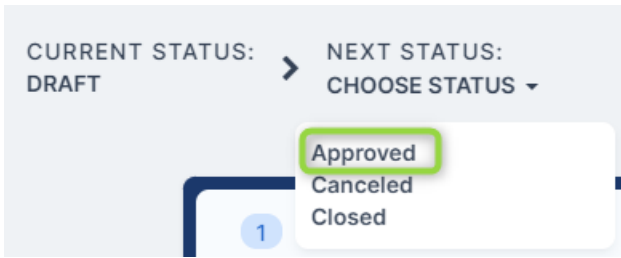 CURRENT STATUS:
DRAFT
NEXT STATUS:
CHOOSE STATUS
Approved
Canceled
Closed
1